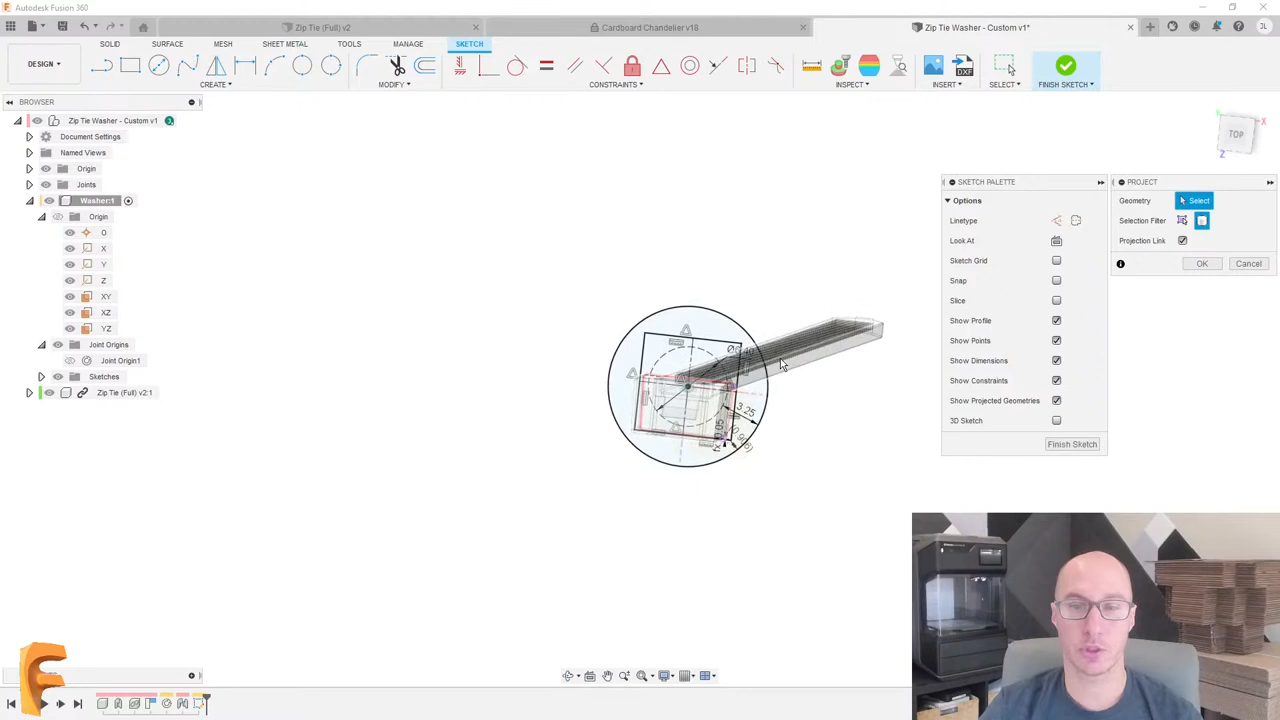 Autodesk Fusion 360
Zip Tie (Full) v2
Cardboard Chandelier v18
Zip Tie Washer - Custom v1*
JL
SOLID SURFACE MESH SHEET METAL TOOLS MANAGE SKETCH
DESIGN
CREATE MODIFY CONSTRAINTS INSPECT INSERT SELECT FINISH SKETCH
DXF
BROWSER
Zip Tie Washer - Custom v1
Document Settings
Named Views
Origin
Joints
Washer:1
Origin
O
X
Y
Z
XY
XZ
YZ
Joint Origins
Joint Origin1
Sketches
Zip Tie (Full) v2:1
TOP
X
Z
SKETCH PALETTE
Options
Linetype
Look At
Sketch Grid
Snap
Slice
Show Profile
Show Points
Show Dimensions
Show Constraints
Show Projected Geometries
3D Sketch
Finish Sketch
PROJECT
Geometry Select
Selection Filter
Projection Link
OK Cancel
3.25
F